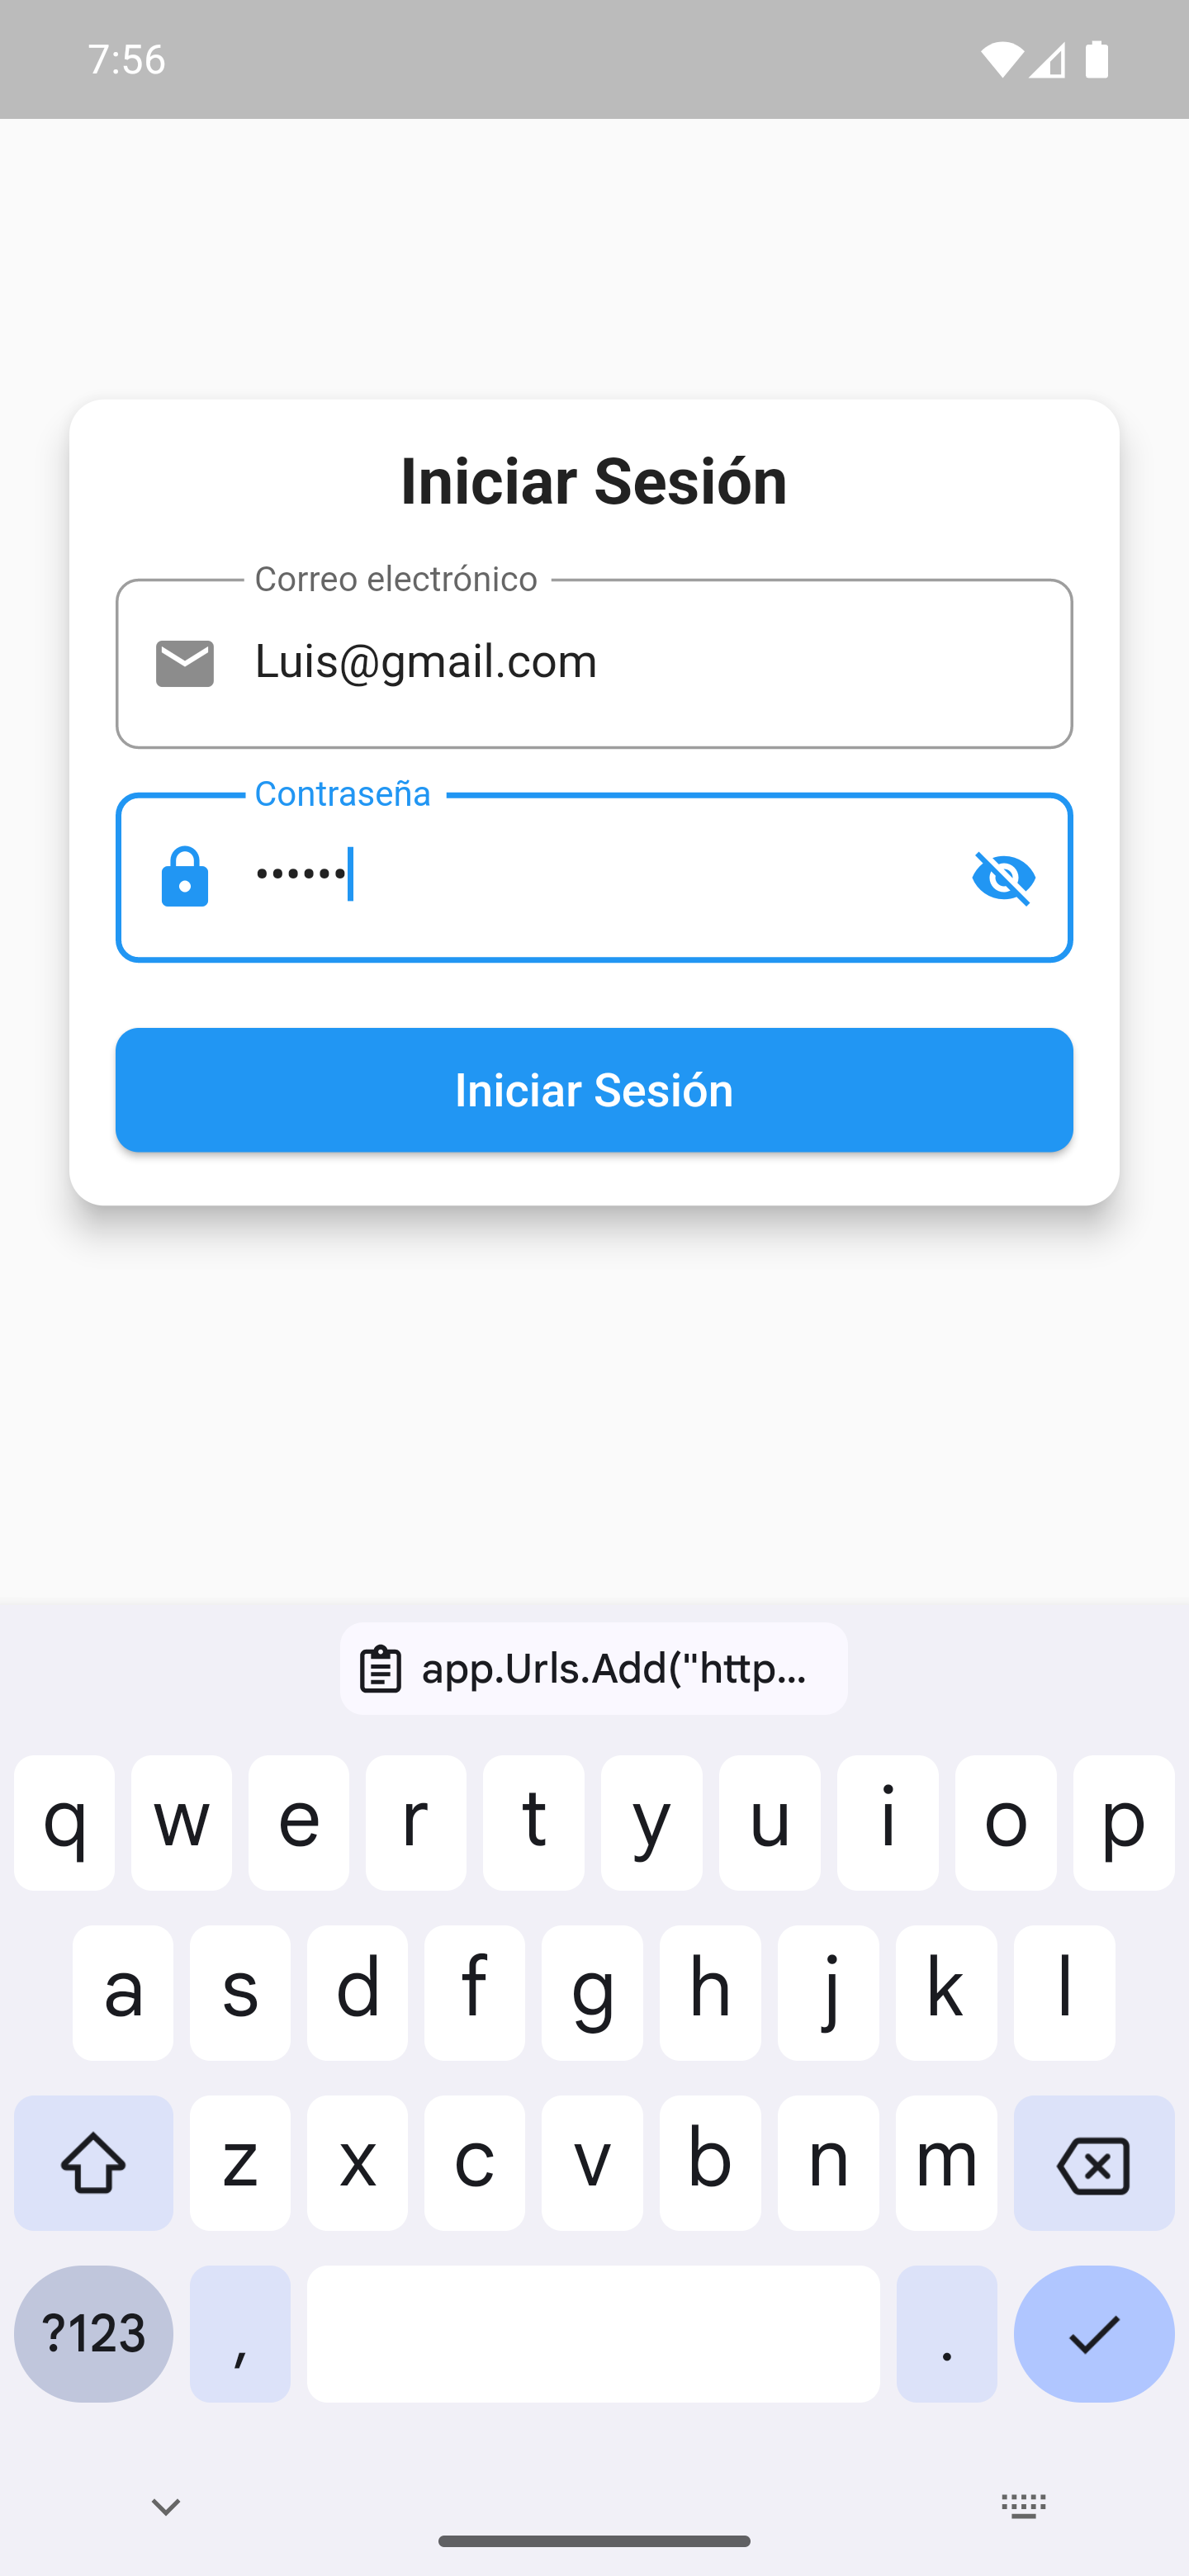 7:56
Iniciar Sesión
Correo electrónico
Luis@gmail.com
Contraseña
••••••
Iniciar Sesión
app.Urls.Add("http...
q w e r t y u i o p
a s d f g h j k l
z x c v b n m
?123 , .